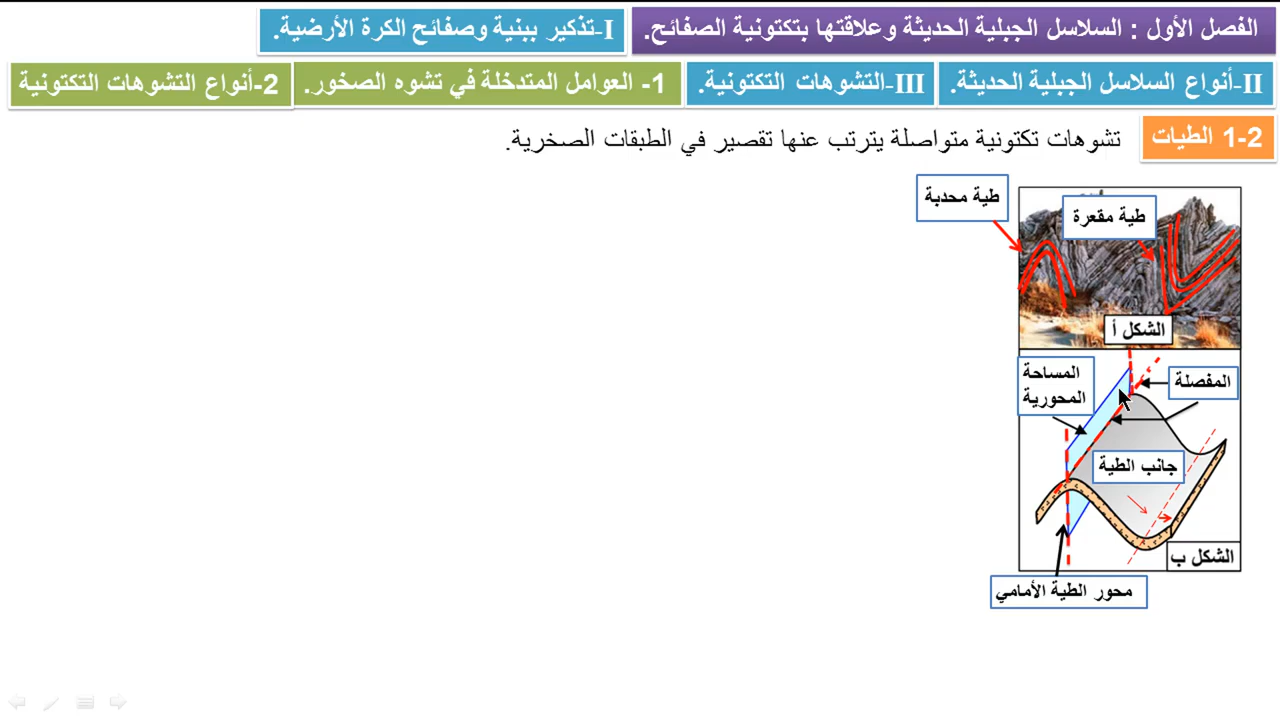 الفصل الأول : السلاسل الجبلية الحديثة وعلاقتها بتكتونية الصفائح.
I-تذكير ببنية وصفائح الكرة الأرضية.
II-أنواع السلاسل الجبلية الحديثة.
III-التشوهات التكتونية.
1- العوامل المتدخلة في تشوه الصخور.
2-أنواع التشوهات التكتونية
2-1 الطيات
تشوهات تكتونية متواصلة يترتب عنها تقصير في الطبقات الصخرية.
طية محدبة
طية مقعرة
الشكل أ
المساحة
المحورية
المفصلة
جانب الطية
الشكل ب
محور الطية الأمامي